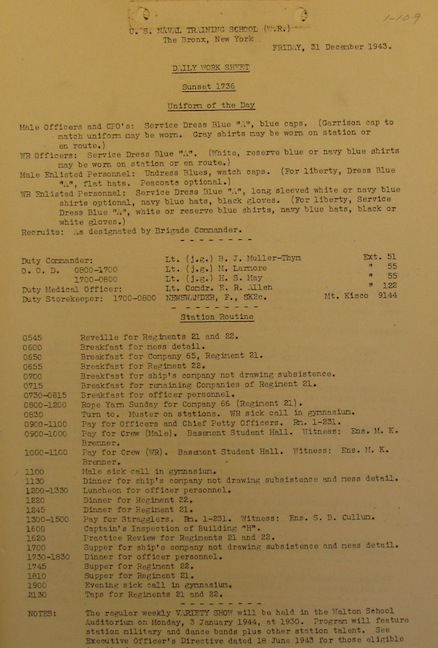 1-109
U. S. NAVAL TRAINING SCHOOL (W.R.)
The Bronx, New York
FRIDAY, 31 December 1943.
DAILY WORK SHEET
Sunset 1736
Uniform of the Day
Male Officers and CPO's: Service Dress Blue "A", blue caps. (Garrison cap to
match uniform may be worn. Gray shirts may be worn on station or
en route.)
WR Officers: Service Dress Blue "A". (White, reserve blue or navy blue shirts
may be worn on station or en route.)
Male Enlisted Personnel: Undress Blues, watch caps. (For liberty, Dress Blue
"A", flat hats. Peacoats optional.)
WR Enlisted Personnel: Service Dress Blue "A", long sleeved white or navy blue
shirts optional, navy blue hats, black gloves. (For liberty, Service
Dress Blue "A", white or reserve blue shirts, navy blue hats, black or
white gloves.)
Recruits: As designated by Brigade Commander.
- - - - - - - -
Duty Commander: Lt. (j.g.) B. J. Muller-Thym Ext. 51
O. O. D. 0800-1700 Lt. (j.g.) M. Larmore " 55
1700-0800 Lt. (j.g.) H. S. May " 55
Duty Medical Officer: Lt. Comdr. E. R. Allen " 122
Duty Storekeeper: 1700-0800 NEWSWANDER, F., SK2c. Mt. Kisco 9144
- - - - - - - - -
Station Routine
0545 Reveille for Regiments 21 and 22.
0600 Breakfast for mess detail.
0650 Breakfast for Company 65, Regiment 21.
0655 Breakfast for Regiment 22.
0700 Breakfast for ship's company not drawing subsistence.
0715 Breakfast for remaining Companies of Regiment 21.
0730-0815 Breakfast for officer personnel.
0800-1200 Rope Yarn Sunday for Company 66 (Regiment 21).
0830 Turn to. Muster on stations. WR sick call in gymnasium.
0900-1100 Pay for Officers and Chief Petty Officers. Rm. 1-231.
0900-1000 Pay for Crew (Male). Basement Student Hall. Witness: Ens. M. K.
Brenner.
1000-1100 Pay for Crew (WR). Basement Student Hall. Witness: Ens. M. K.
Brenner.
1100 Male sick call in gymnasium.
1130 Dinner for ship's company not drawing subsistence and mess detail.
1200-1330 Luncheon for officer personnel.
1220 Dinner for Regiment 22.
1245 Dinner for Regiment 21.
1300-1500 Pay for Stragglers. Rm. 1-231. Witness: Ens. S. D. Cullum.
1600 Captain's Inspection of Building "H".
1620 Practice Review for Regiments 21 and 22.
1700 Supper for ship's company not drawing subsistence and mess detail.
1730-1830 Dinner for officer personnel.
1745 Supper for Regiment 22.
1810 Supper for Regiment 21.
1900 Evening sick call in gymnasium.
2130 Taps for Regiments 21 and 22.
- - - - - - - - -
NOTES: The regular weekly VARIETY SHOW will be held in the Walton School
Auditorium on Monday, 3 January 1944, at 1930. Program will feature
station military and dance bands plus other station talent. See
Executive Officer's Directive dated 18 June 1943 for those eligible